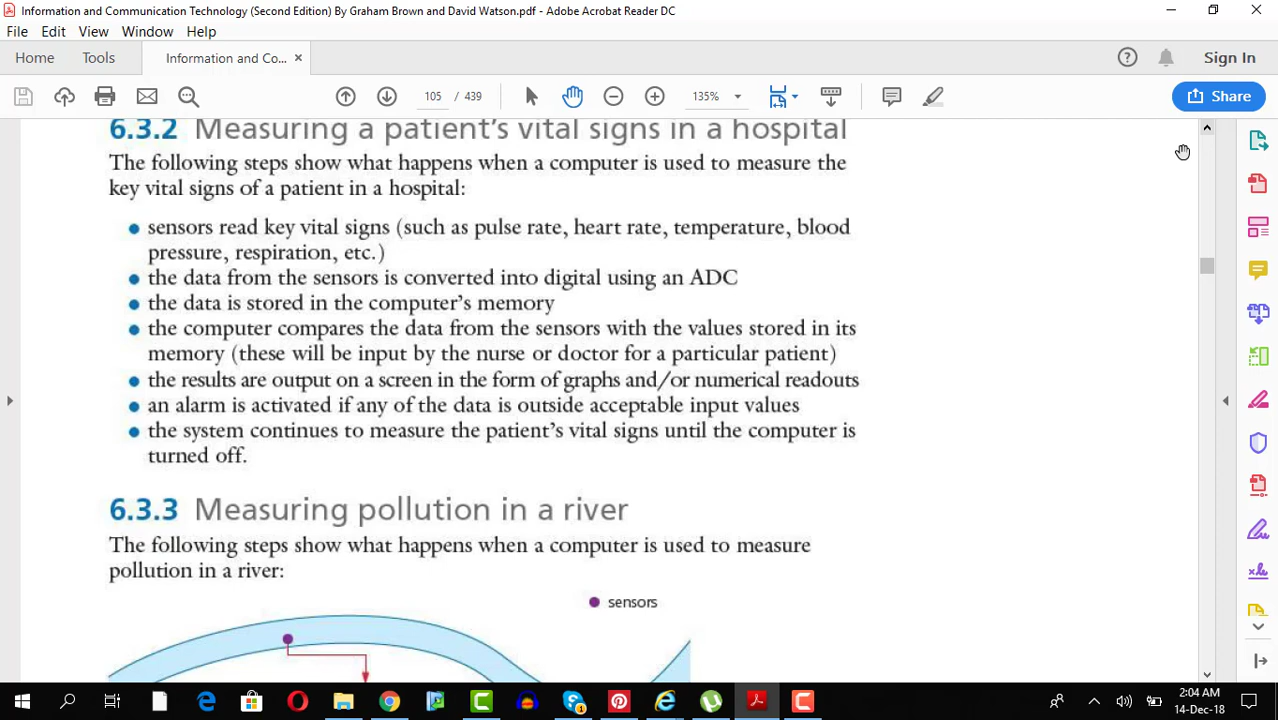 Information and Communication Technology (Second Edition) By Graham Brown and David Watson.pdf - Adobe Acrobat Reader DC
File Edit View Window Help
Home Tools Information and Co... × Sign In
105 / 439 135% Share
6.3.2 Measuring a patient's vital signs in a hospital
The following steps show what happens when a computer is used to measure the
key vital signs of a patient in a hospital:
• sensors read key vital signs (such as pulse rate, heart rate, temperature, blood
pressure, respiration, etc.)
• the data from the sensors is converted into digital using an ADC
• the data is stored in the computer's memory
• the computer compares the data from the sensors with the values stored in its
memory (these will be input by the nurse or doctor for a particular patient)
• the results are output on a screen in the form of graphs and/or numerical readouts
• an alarm is activated if any of the data is outside acceptable input values
• the system continues to measure the patient's vital signs until the computer is
turned off.
6.3.3 Measuring pollution in a river
The following steps show what happens when a computer is used to measure
pollution in a river:
sensors
2:04 AM
14-Dec-18